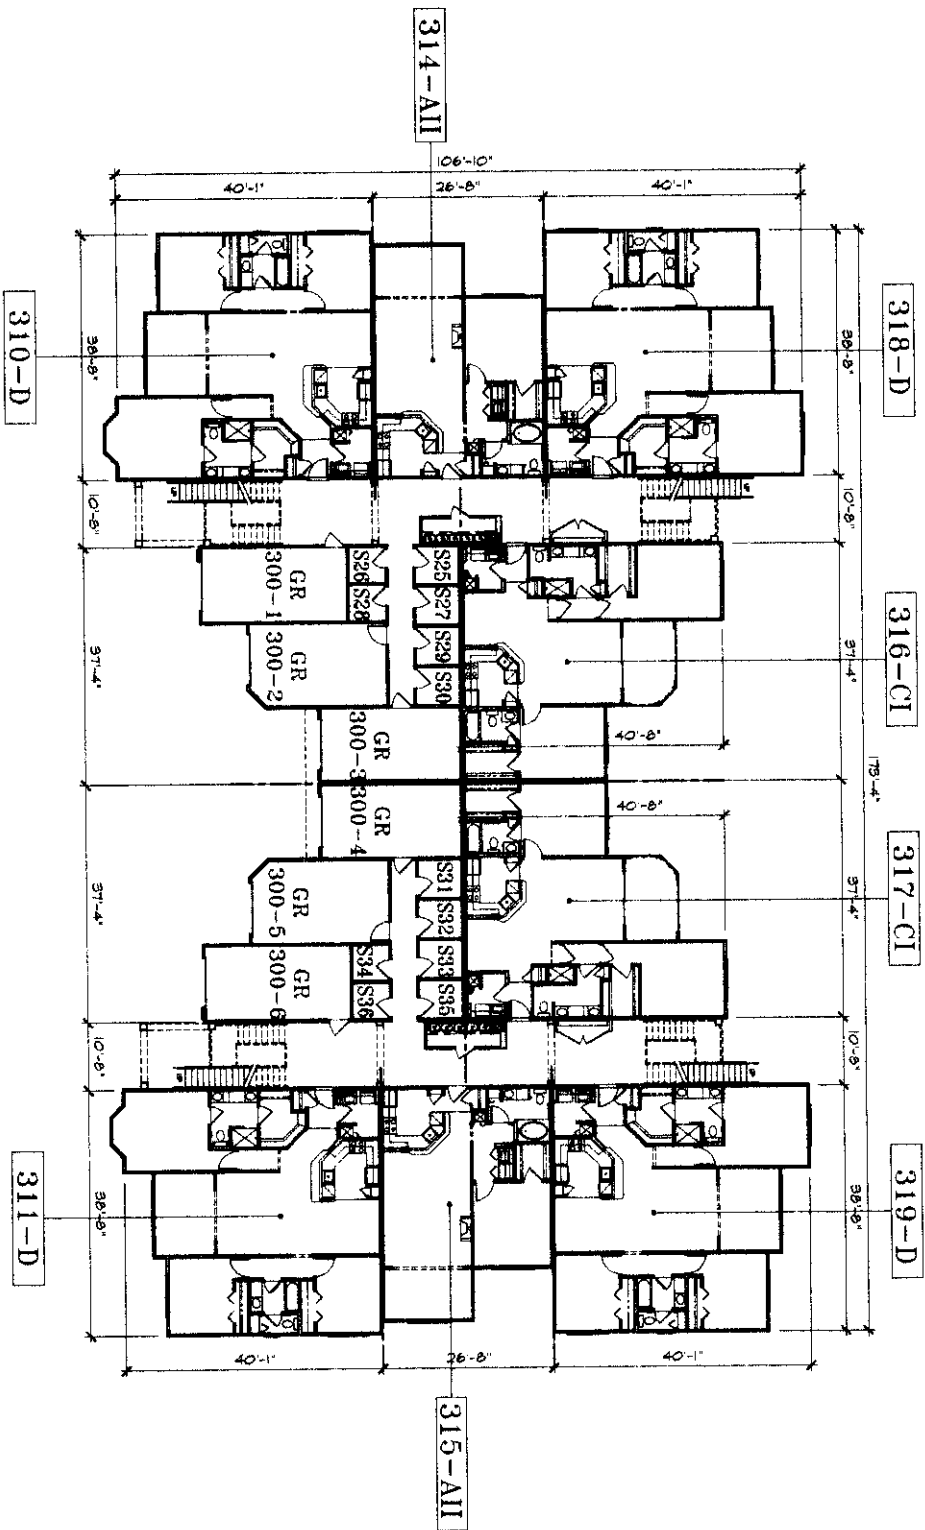 314-AII
106'-10"
40'-1"
26'-8"
40'-1"
310-D
38'-8"
318-D
38'-8"
10'-8"
10'-8"
GR
300-1
S26
S28
S25
S27
GR
300-2
S29
S30
316-CI
37'-4"
37'-4"
GR
300-3
40'-8"
173'-4"
GR
300-4
40'-8"
317-CI
37'-4"
37'-4"
GR
300-5
S31
S32
GR
300-6
S34
S36
S33
S35
10'-8"
10'-8"
311-D
38'-8"
319-D
38'-8"
40'-1"
26'-8"
40'-1"
315-AII